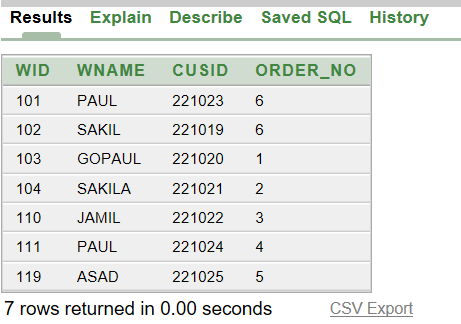 Results Explain Describe Saved SQL History
WID WNAME CUSID ORDER_NO
101 PAUL 221023 6
102 SAKIL 221019 6
103 GOPAUL 221020 1
104 SAKILA 221021 2
110 JAMIL 221022 3
111 PAUL 221024 4
119 ASAD 221025 5
7 rows returned in 0.00 seconds CSV Export